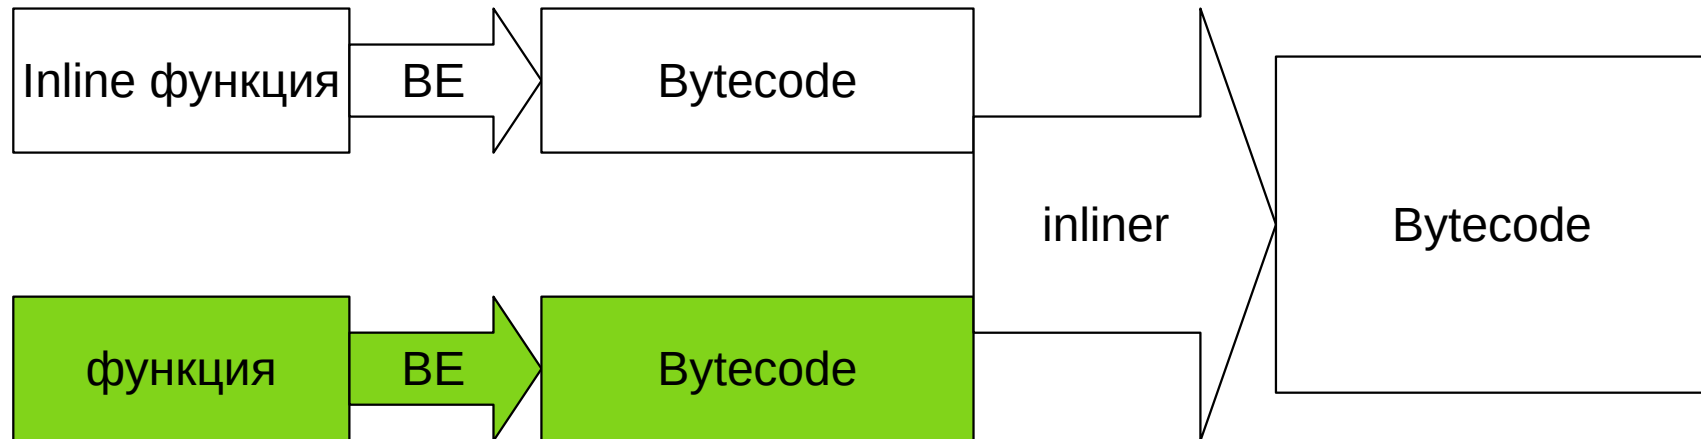 Inline функция
BE
Bytecode
inliner
Bytecode
функция
BE
Bytecode